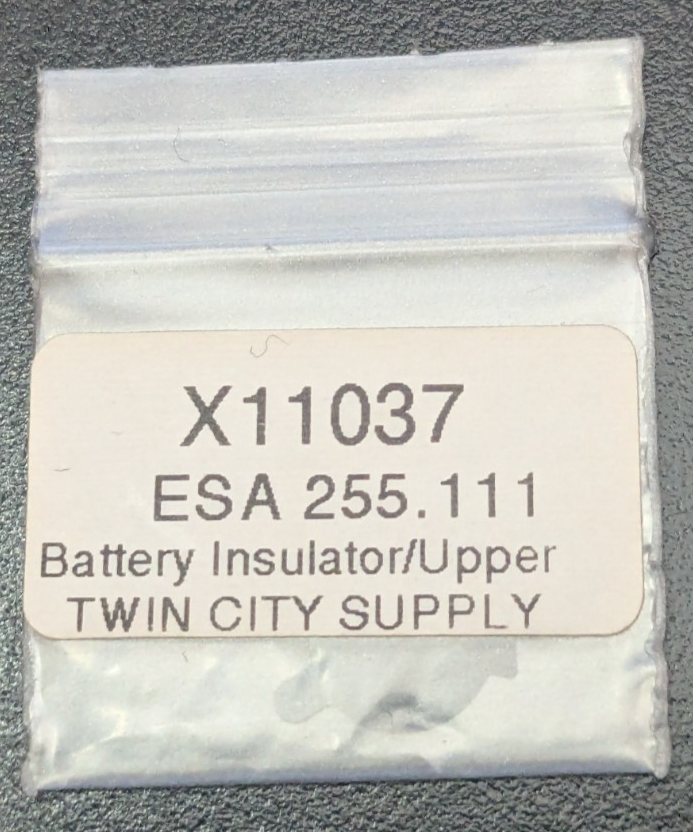 X11037
ESA 255.111
Battery Insulator/Upper
TWIN CITY SUPPLY